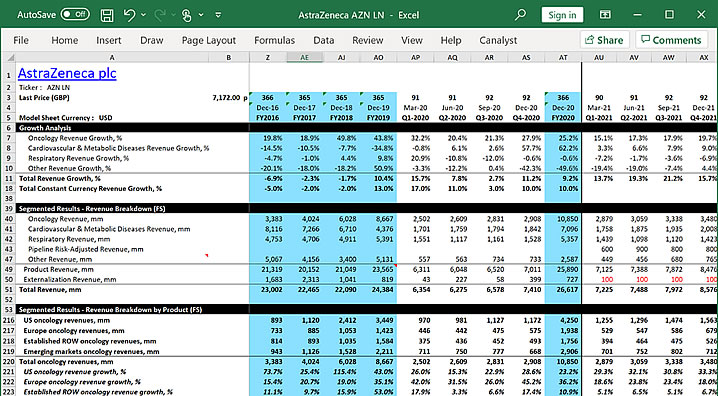 AutoSave Off AstraZeneca AZN LN - Excel Sign in
File Home Insert Draw Page Layout Formulas Data Review View Help Canalyst Share Comments
A B Z AE AJ AO AP AQ AR AS AT AU AV AW AX
1 AstraZeneca plc
2 Ticker: AZN LN
3 Last Price (GBP) 7,172.00 p 366 365 365 365 91 91 92 92 366 90 91 92 92
4 Dec-16 Dec-17 Dec-18 Dec-19 Mar-20 Jun-20 Sep-20 Dec-20 Dec-20 Mar-21 Jun-21 Sep-21 Dec-21
5 Model Sheet Currency: USD FY2016 FY2017 FY2018 FY2019 Q1-2020 Q2-2020 Q3-2020 Q4-2020 FY2020 Q1-2021 Q2-2021 Q3-2021 Q4-2021
6 Growth Analysis
7 Oncology Revenue Growth, % 19.8% 18.9% 49.8% 43.8% 32.2% 20.4% 21.3% 27.9% 25.2% 15.1% 17.3% 17.9% 19.7%
8 Cardiovascular & Metabolic Diseases Revenue Growth, % -14.5% -10.5% -7.7% -34.8% -0.8% 6.1% 2.6% 57.7% 62.2% 3.3% 6.6% 7.9% 9.0%
9 Respiratory Revenue Growth, % -4.7% -1.0% 4.4% 9.8% 20.9% -10.8% -12.0% -0.6% -0.6% -7.2% -1.7% -3.6% -6.9%
10 Other Revenue Growth, % -20.1% -18.0% -18.2% 50.9% -3.3% -12.2% 0.4% -42.3% -49.6% -19.4% -19.0% -7.4% 4.4%
11 Total Revenue Growth, % -6.9% -2.3% -1.7% 10.4% 15.7% 7.8% 2.7% 11.2% 9.2% 13.7% 19.3% 21.2% 15.7%
18 Total Constant Currency Revenue Growth, % -5.0% -2.0% -2.0% 13.0% 17.0% 11.0% 3.0% 10.0% 10.0%
38
39 Segmented Results - Revenue Breakdown (FS)
40 Oncology Revenue, mm 3,383 4,024 6,028 8,667 2,502 2,609 2,831 2,908 10,850 2,879 3,059 3,338 3,480
41 Cardiovascular & Metabolic Diseases Revenue, mm 8,116 7,266 6,710 4,376 1,701 1,759 1,794 1,842 7,096 1,758 1,875 1,935 2,008
42 Respiratory Revenue, mm 4,753 4,706 4,911 5,391 1,551 1,117 1,161 1,528 5,357 1,439 1,098 1,120 1,423
43 Pipeline Risk-Adjusted Revenue, mm 600 900 800 800
47 Other Revenue, mm 5,067 4,156 3,400 5,131 557 563 734 733 2,587 449 456 680 765
49 Product Revenue, mm 21,319 20,152 21,049 23,565 6,311 6,048 6,520 7,011 25,890 7,125 7,388 7,872 8,476
50 Externalization Revenue, mm 1,683 2,313 1,041 819 43 227 58 399 727 100 100 100 100
51 Total Revenue, mm 23,002 22,465 22,090 24,384 6,354 6,275 6,578 7,410 26,617 7,225 7,488 7,972 8,576
52
53 Segmented Results - Revenue Breakdown by Product (FS)
216 US oncology revenues, mm 893 1,120 2,412 3,449 970 981 1,127 1,172 4,250 1,255 1,296 1,474 1,563
217 Europe oncology revenues, mm 733 885 1,053 1,423 446 442 475 575 1,938 529 547 586 679
218 Established ROW oncology revenues, mm 814 893 1,035 1,584 375 436 452 493 1,756 394 464 475 526
219 Emerging markets oncology revenues, mm 943 1,126 1,528 2,211 711 750 777 668 2,906 701 752 802 712
220 Total oncology revenues, mm 3,383 4,024 6,028 8,667 2,502 2,609 2,831 2,908 10,850 2,879 3,059 3,338 3,480
221 US oncology revenue growth, % 73.7% 25.4% 115.4% 43.0% 26.0% 15.3% 22.9% 28.6% 23.2% 29.3% 32.1% 30.8% 33.3%
222 Europe oncology revenue growth, % 15.4% 20.7% 19.0% 35.1% 42.0% 31.5% 26.0% 45.2% 36.2% 18.6% 23.8% 23.4% 18.0%
223 Established ROW oncology revenue growth, % 11.1% 9.7% 15.9% 53.0% 17.9% 3.3% 6.6% 17.4% 10.9% 5.1% 6.5% 5.1% 6.7%